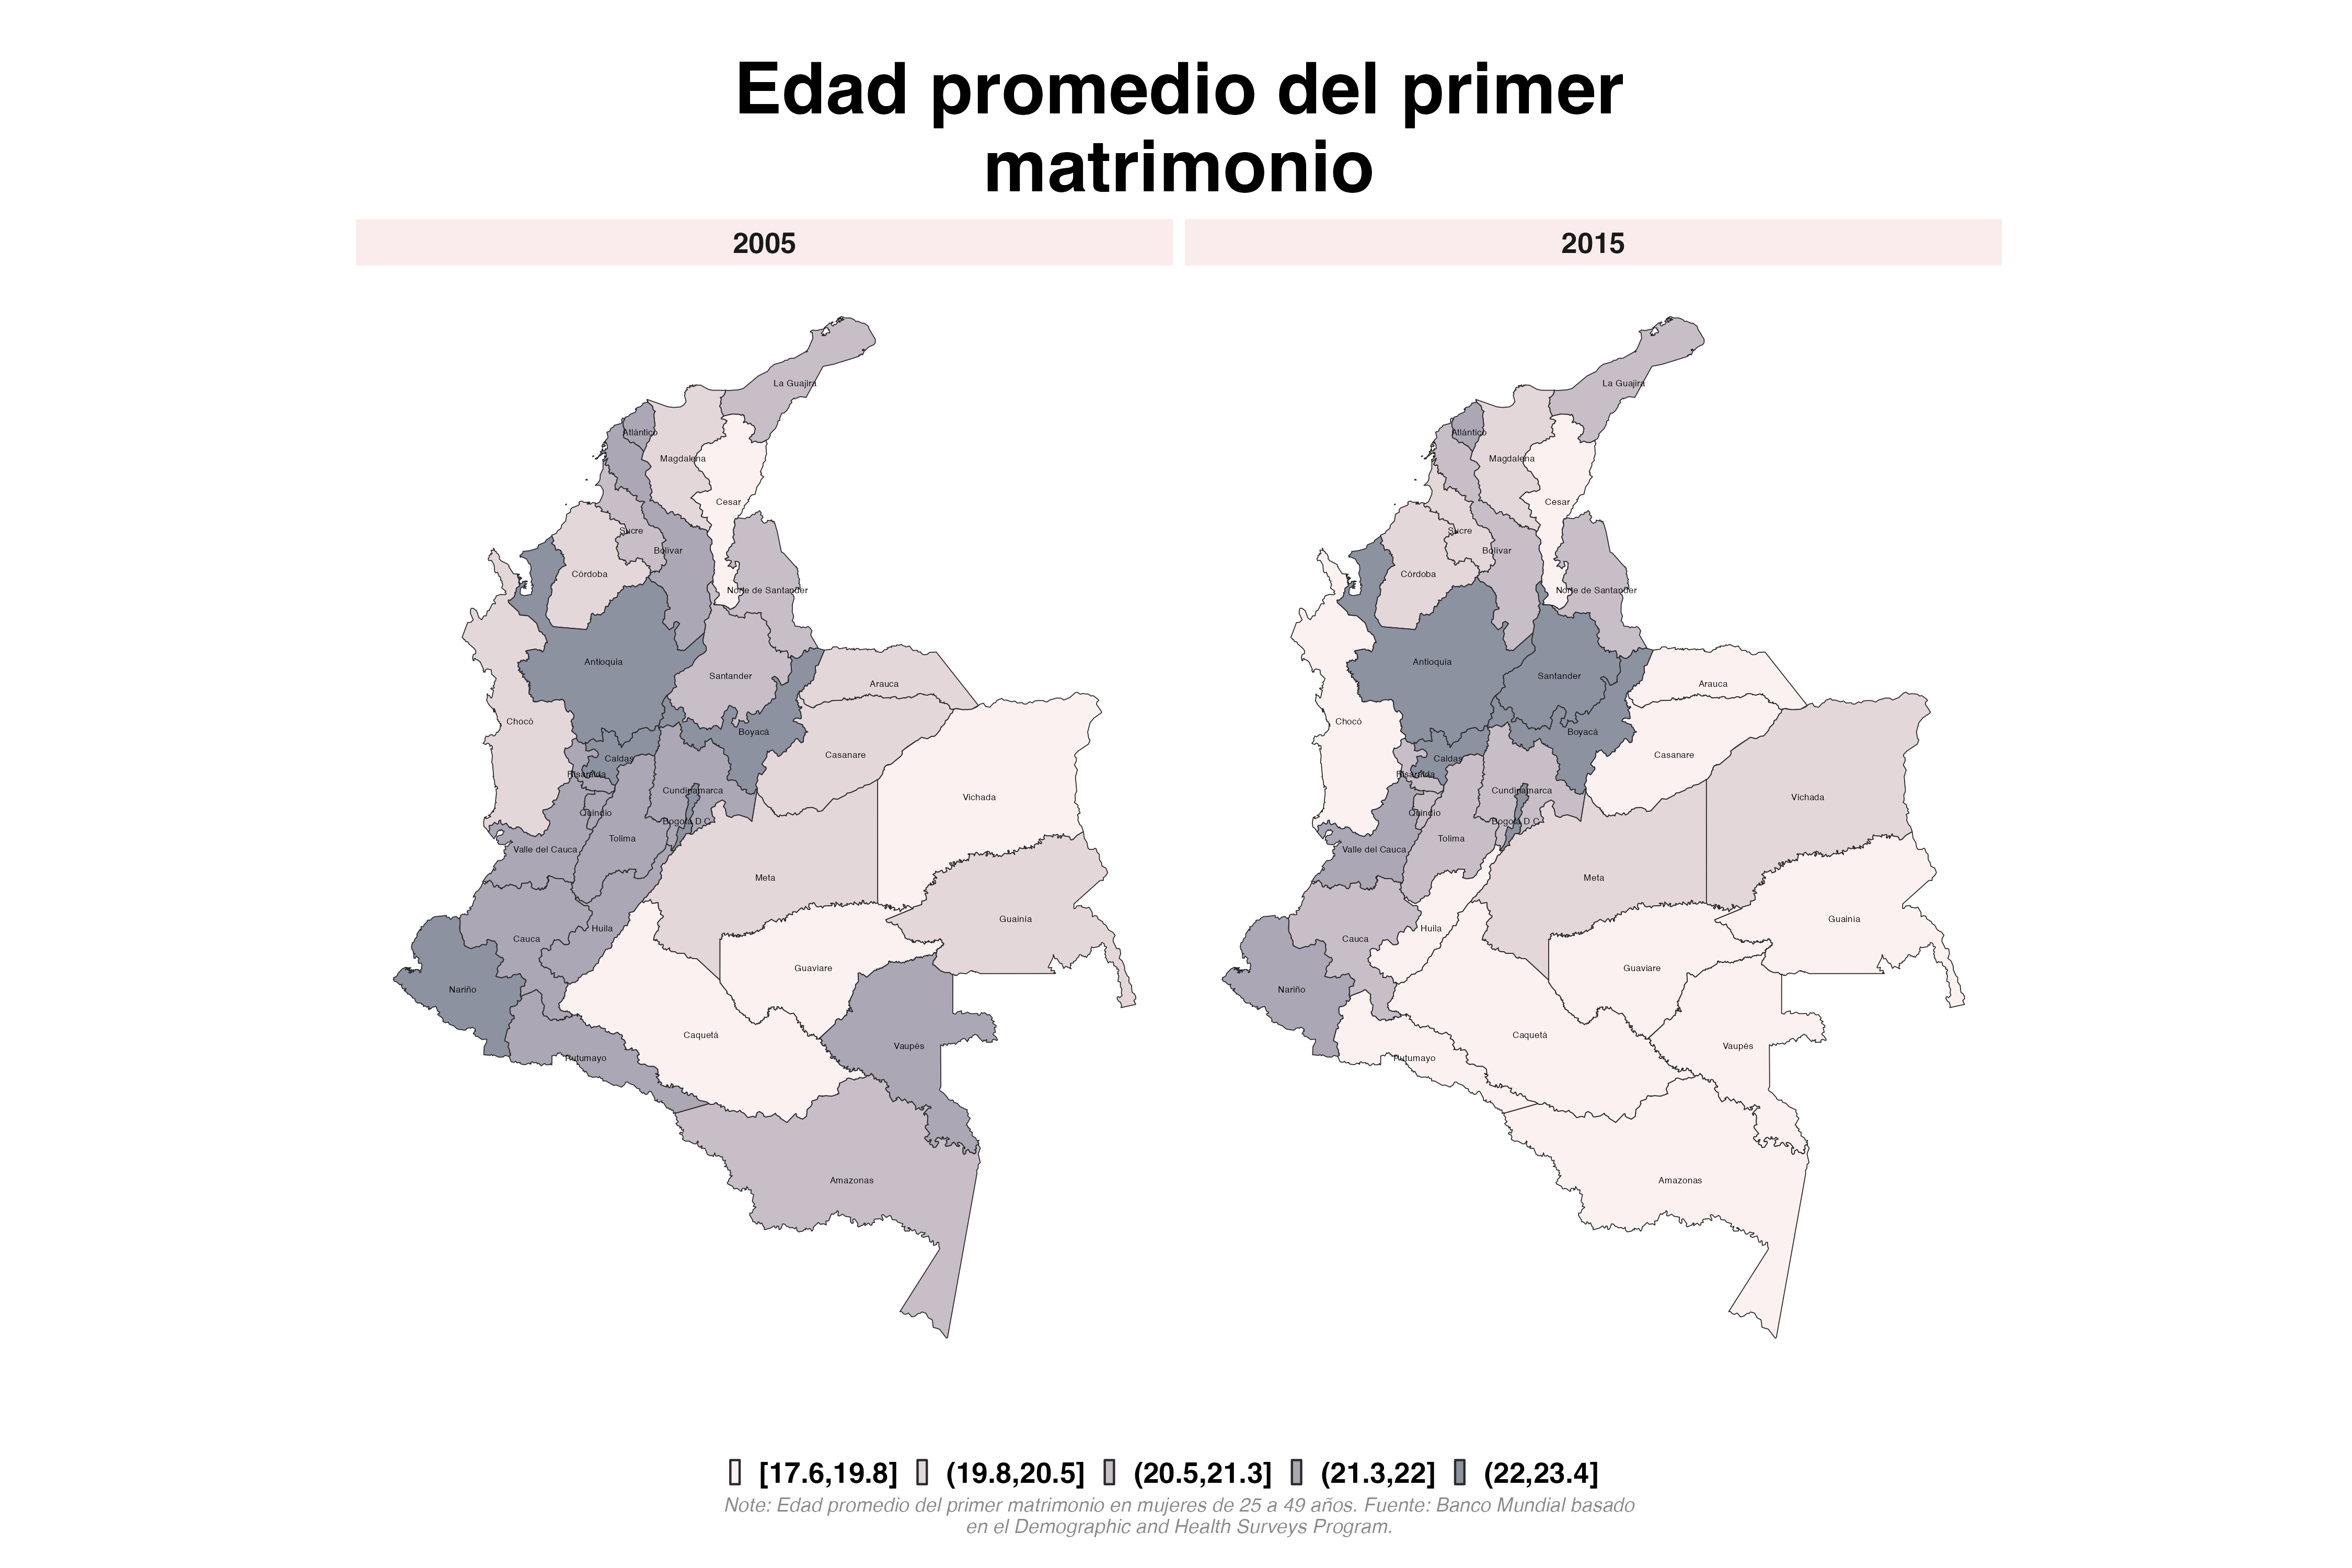 Edad promedio del primer
matrimonio
2005
2015
La Guajira
Atlántico
Magdalena
Cesar
Sucre
Bolívar
Córdoba
Norte de Santander
Antioquia
Santander
Arauca
Chocó
Boyacá
Caldas
Casanare
Risaralda
Cundinamarca
Vichada
Quindío
Bogotá D.C.
Tolima
Valle del Cauca
Meta
Guainía
Huila
Cauca
Guaviare
Nariño
Caquetá
Vaupés
Putumayo
Amazonas
La Guajira
Atlántico
Magdalena
Cesar
Sucre
Bolívar
Córdoba
Norte de Santander
Antioquia
Santander
Arauca
Chocó
Boyacá
Caldas
Casanare
Risaralda
Cundinamarca
Vichada
Quindío
Bogotá D.C.
Tolima
Valle del Cauca
Meta
Guainía
Huila
Cauca
Guaviare
Nariño
Caquetá
Vaupés
Putumayo
Amazonas
[17.6,19.8] (19.8,20.5] (20.5,21.3] (21.3,22] (22,23.4]
Note: Edad promedio del primer matrimonio en mujeres de 25 a 49 años. Fuente: Banco Mundial basado
en el Demographic and Health Surveys Program.